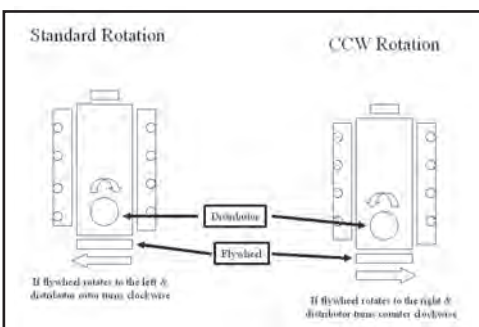 Standard Rotation
CCW Rotation
Distributor
Flywheel
If flywheel rotates to the left &
distributor rotor turns clockwise
If flywheel rotates to the right &
distributor turns counter clockwise